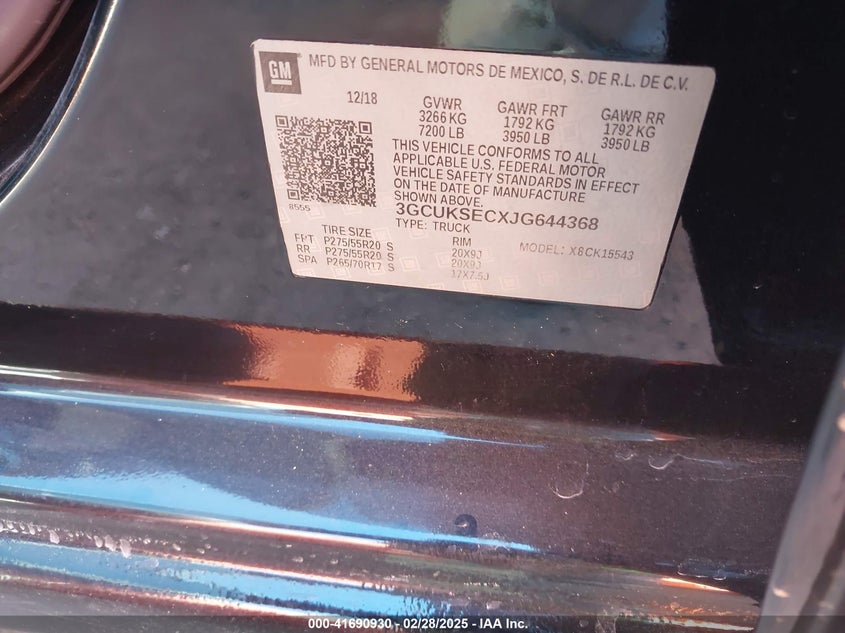 GM
MFD BY GENERAL MOTORS DE MEXICO, S. DE R.L. DE C.V.
12/18 GVWR GAWR FRT GAWR RR
3266 KG 1792 KG 1792 KG
7200 LB 3950 LB 3950 LB
THIS VEHICLE CONFORMS TO ALL
APPLICABLE U.S. FEDERAL MOTOR
VEHICLE SAFETY STANDARDS IN EFFECT
ON THE DATE OF MANUFACTURE
SHOWN ABOVE.
8555
3GCUKSECXJG644368
TYPE: TRUCK
MODEL: X8CK15543
TIRE SIZE RIM
FRT P275/55R20 S 20X9J
RR P275/55R20 S 20X9J
SPA P265/70R17 S 17X7.5J
000-41690930 - 02/28/2025 - IAA Inc.